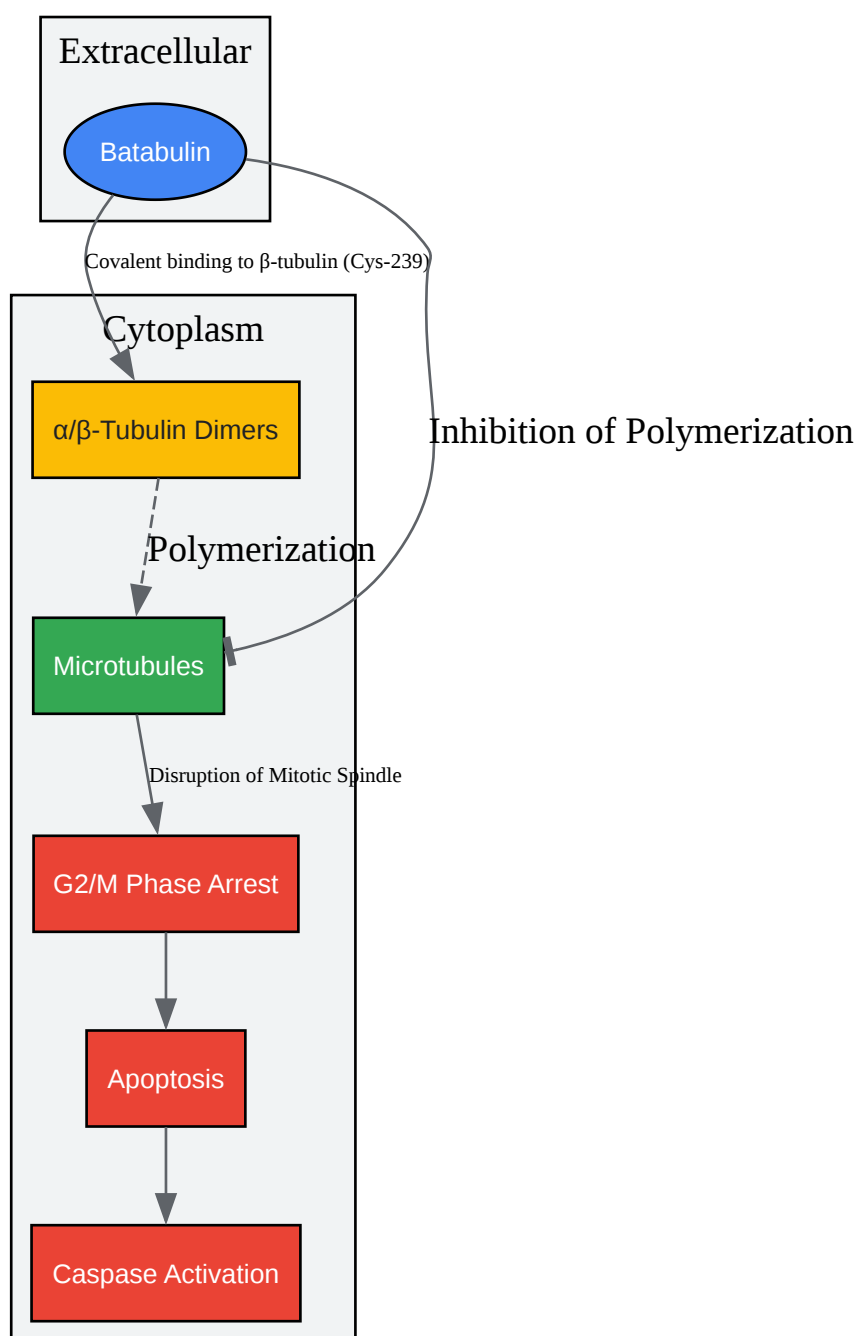 Extracellular
Batabulin
Covalent binding to β-tubulin (Cys-239)
Cytoplasm
α/β-Tubulin Dimers
Inhibition of Polymerization
Polymerization
Microtubules
Disruption of Mitotic Spindle
G2/M Phase Arrest
Apoptosis
Caspase Activation